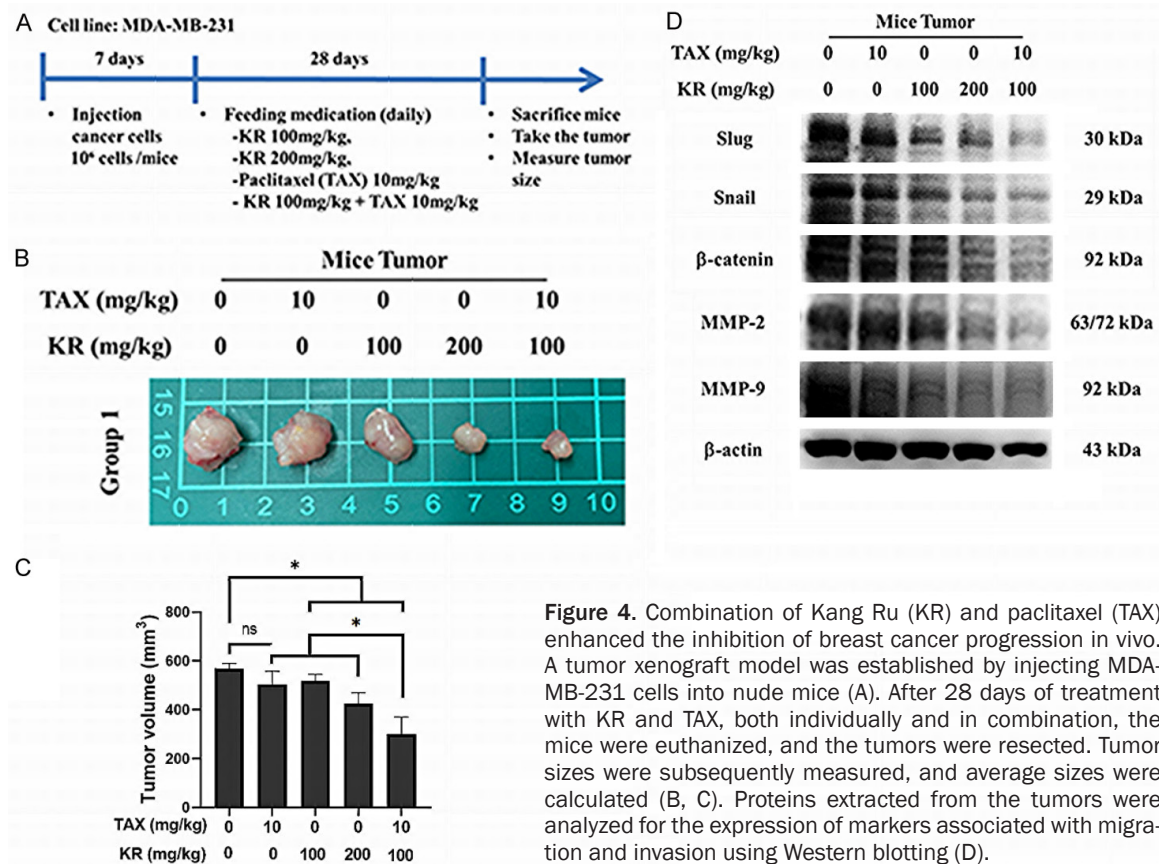 A
Cell line: MDA-MB-231
7 days
28 days
• Injection
cancer cells
10⁶ cells /mice
• Feeding medication (daily)
-KR 100mg/kg,
-KR 200mg/kg,
-Paclitaxel (TAX) 10mg/kg
- KR 100mg/kg + TAX 10mg/kg
• Sacrifice mice
• Take the tumor
• Measure tumor
size
B
Mice Tumor
TAX (mg/kg) 0 10 0 0 10
KR (mg/kg) 0 0 100 200 100
Group 1
15
16
17
0 1 2 3 4 5 6 7 8 9 10
C
*
ns
*
Tumor volume (mm³)
800
600
400
200
0
TAX (mg/kg) 0 10 0 0 10
KR (mg/kg) 0 0 100 200 100
D
Mice Tumor
TAX (mg/kg) 0 10 0 0 10
KR (mg/kg) 0 0 100 200 100
Slug 30 kDa
Snail 29 kDa
β-catenin 92 kDa
MMP-2 63/72 kDa
MMP-9 92 kDa
β-actin 43 kDa
Figure 4. Combination of Kang Ru (KR) and paclitaxel (TAX)
enhanced the inhibition of breast cancer progression in vivo.
A tumor xenograft model was established by injecting MDA-
MB-231 cells into nude mice (A). After 28 days of treatment
with KR and TAX, both individually and in combination, the
mice were euthanized, and the tumors were resected. Tumor
sizes were subsequently measured, and average sizes were
calculated (B, C). Proteins extracted from the tumors were
analyzed for the expression of markers associated with migra-
tion and invasion using Western blotting (D).